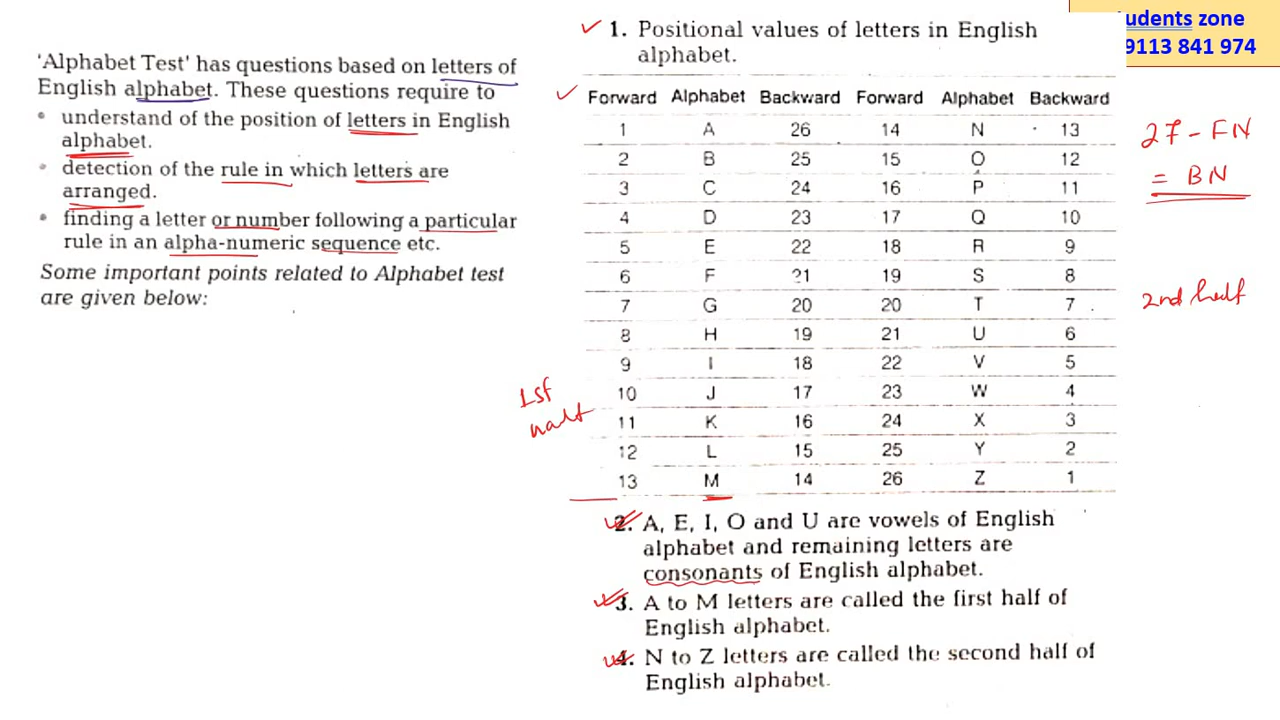 udents zone
9113 841 974
'Alphabet Test' has questions based on letters of
English alphabet. These questions require to
• understand of the position of letters in English
alphabet.
• detection of the rule in which letters are
arranged.
• finding a letter or number following a particular
rule in an alpha-numeric sequence etc.
Some important points related to Alphabet test
are given below:
1. Positional values of letters in English
alphabet.
Forward Alphabet Backward Forward Alphabet Backward
1 A 26 14 N 13
2 B 25 15 O 12
3 C 24 16 P 11
4 D 23 17 Q 10
5 E 22 18 R 9
6 F 21 19 S 8
7 G 20 20 T 7
8 H 19 21 U 6
9 I 18 22 V 5
10 J 17 23 W 4
11 K 16 24 X 3
12 L 15 25 Y 2
13 M 14 26 Z 1
2. A, E, I, O and U are vowels of English
alphabet and remaining letters are
consonants of English alphabet.
3. A to M letters are called the first half of
English alphabet.
4. N to Z letters are called the second half of
English alphabet.
1st
half
27 - FN
= BN
2nd half